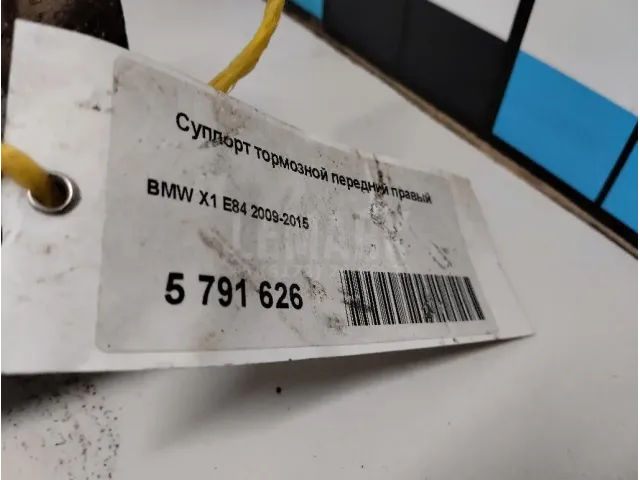 Суппорт тормозной передний правый
BMW X1 E84 2009-2015
5 791 626